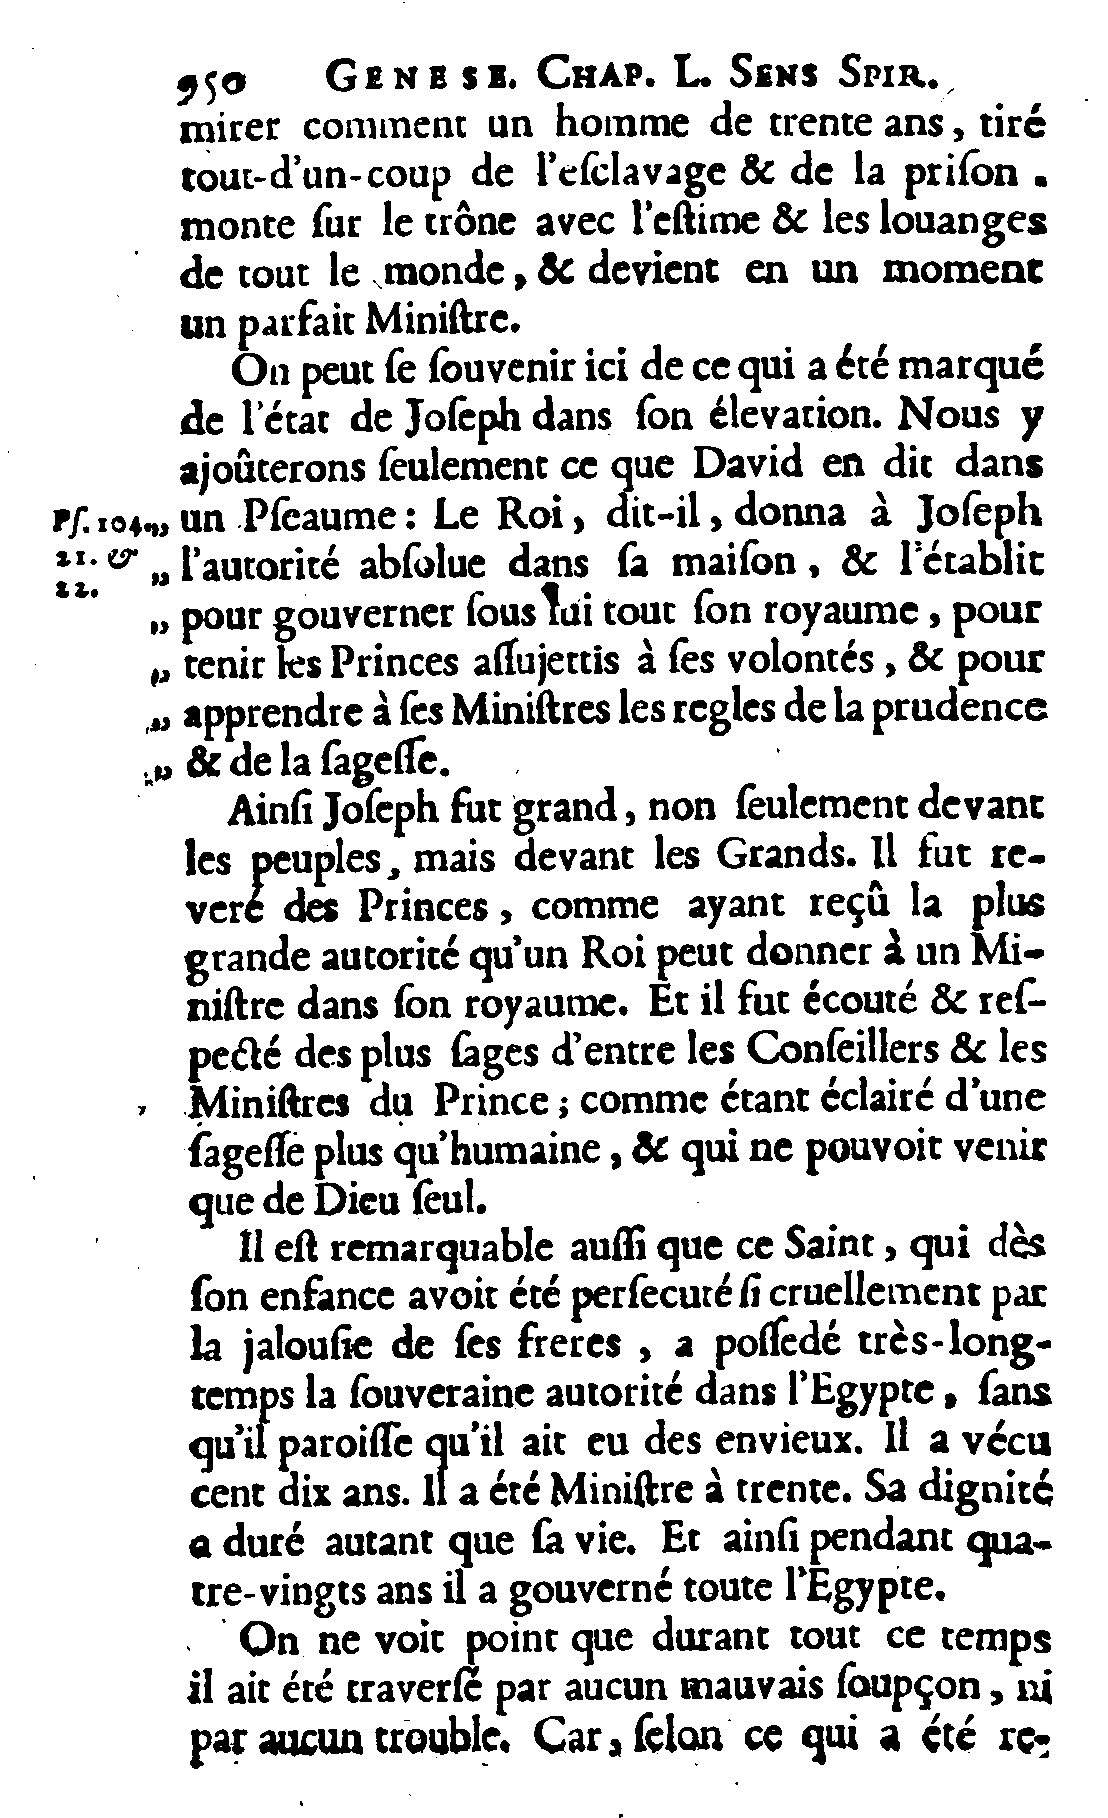 950 GENESE. CHAP. L. SENS SPIR.
mirer comment un homme de trente ans, tiré
tout-d'un-coup de l'eſclavage & de la priſon.
monte ſur le trône avec l'eſtime & les louanges
de tout le monde, & devient en un moment
un parfait Miniſtre.
On peut ſe ſouvenir ici de ce qui a été marqué
de l'état de Joſeph dans ſon élevation. Nous y
ajoûterons ſeulement ce que David en dit dans
Pſ. 104. „ un Pſeaume: Le Roi, dit-il, donna à Joſeph
21. & „ l'autorité abſolue dans ſa maiſon, & l'établit
22. „ pour gouverner ſous lui tout ſon royaume, pour
„ tenir les Princes aſſujettis à ſes volontés, & pour
„ apprendre à ſes Miniſtres les regles de la prudence
„ & de la ſageſſe.
Ainſi Joſeph fut grand, non ſeulement devant
les peuples, mais devant les Grands. Il fut re-
veré des Princes, comme ayant reçû la plus
grande autorité qu'un Roi peut donner à un Mi-
niſtre dans ſon royaume. Et il fut écouté & reſ-
pecté des plus ſages d'entre les Conſeillers & les
Miniſtres du Prince; comme étant éclairé d'une
ſageſſe plus qu'humaine, & qui ne pouvoit venir
que de Dieu ſeul.
Il eſt remarquable auſſi que ce Saint, qui dès
ſon enfance avoit été perſecuté ſi cruellement par
la jalouſie de ſes freres, a poſſedé très-long-
temps la ſouveraine autorité dans l'Egypte, ſans
qu'il paroiſſe qu'il ait eu des envieux. Il a vécu
cent dix ans. Il a été Miniſtre à trente. Sa dignité
a duré autant que ſa vie. Et ainſi pendant qua-
tre-vingts ans il a gouverné toute l'Egypte.
On ne voit point que durant tout ce temps
il ait été traverſé par aucun mauvais ſoupçon, ni
par aucun trouble. Car, ſelon ce qui a été re-